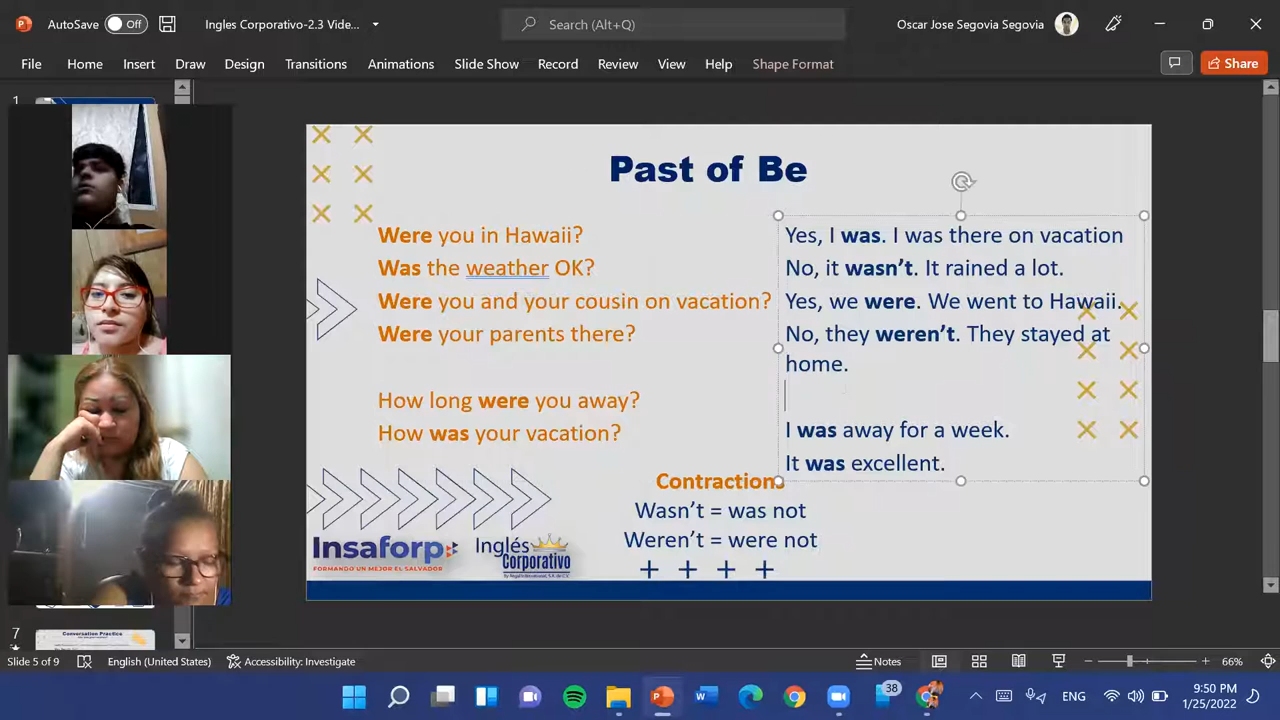 AutoSave Off Ingles Corporativo-2.3 Vide... Search (Alt+Q) Oscar Jose Segovia Segovia
File Home Insert Draw Design Transitions Animations Slide Show Record Review View Help Shape Format Share
1
Past of Be
Were you in Hawaii?
Was the weather OK?
Were you and your cousin on vacation?
Were your parents there?
How long were you away?
How was your vacation?
Yes, I was. I was there on vacation
No, it wasn't. It rained a lot.
Yes, we were. We went to Hawaii.
No, they weren't. They stayed at
home.
I was away for a week.
It was excellent.
Contractions
Wasn't = was not
Weren't = were not
Insaforp
FORMANDO UN MEJOR EL SALVADOR
Inglés
Corporativo
7
Conversation Practice
Slide 5 of 9 English (United States) Accessibility: Investigate Notes 66%
38 ENG 9:50 PM
1/25/2022